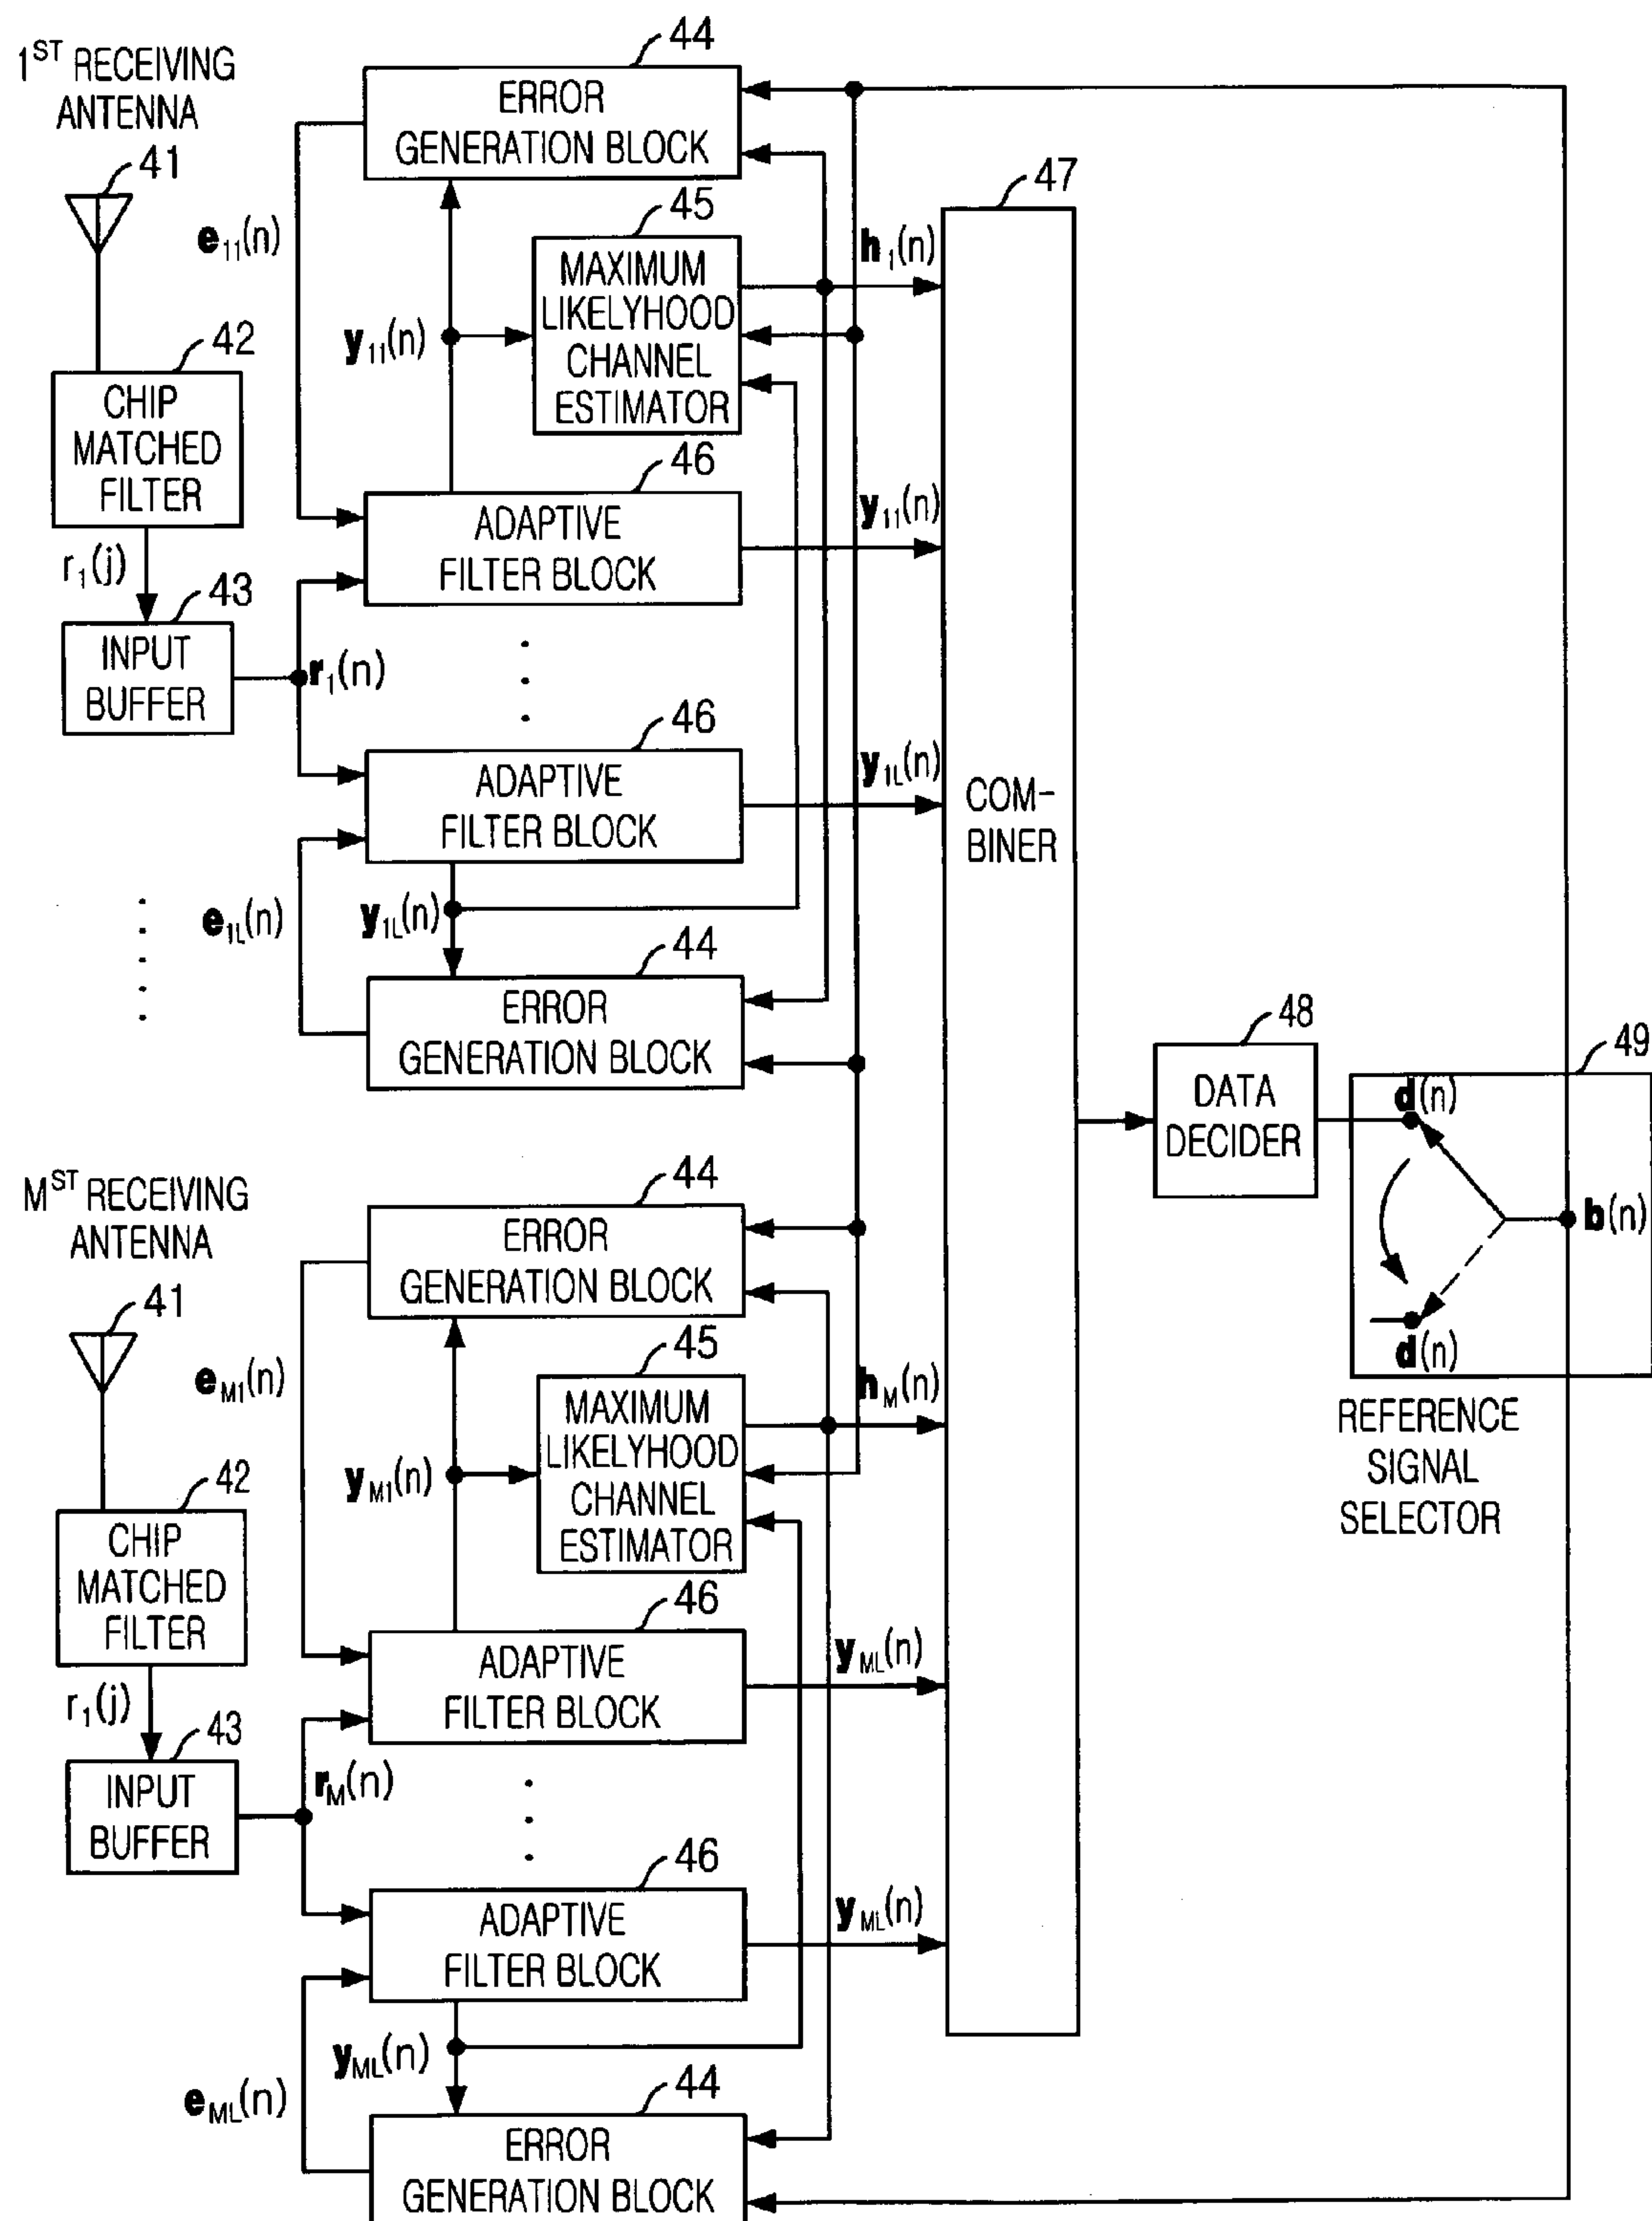 1ST RECEIVING
ANTENNA
41
42
CHIP
MATCHED
FILTER
r1(j)
43
INPUT
BUFFER
r1(n)
44
ERROR
GENERATION BLOCK
e11(n)
45
MAXIMUM
LIKELYHOOD
CHANNEL
ESTIMATOR
y11(n)
h1(n)
46
ADAPTIVE
FILTER BLOCK
y11(n)
46
ADAPTIVE
FILTER BLOCK
y1L(n)
e1L(n)
y1L(n)
44
ERROR
GENERATION BLOCK
47
COM-
BINER
48
DATA
DECIDER
49
d(n)
b(n)
d(n)
REFERENCE
SIGNAL
SELECTOR
MST RECEIVING
ANTENNA
41
42
CHIP
MATCHED
FILTER
r1(j)
43
INPUT
BUFFER
rM(n)
44
ERROR
GENERATION BLOCK
eM1(n)
45
MAXIMUM
LIKELYHOOD
CHANNEL
ESTIMATOR
yM1(n)
hM(n)
46
ADAPTIVE
FILTER BLOCK
yML(n)
46
ADAPTIVE
FILTER BLOCK
yML(n)
yML(n)
eML(n)
44
ERROR
GENERATION BLOCK